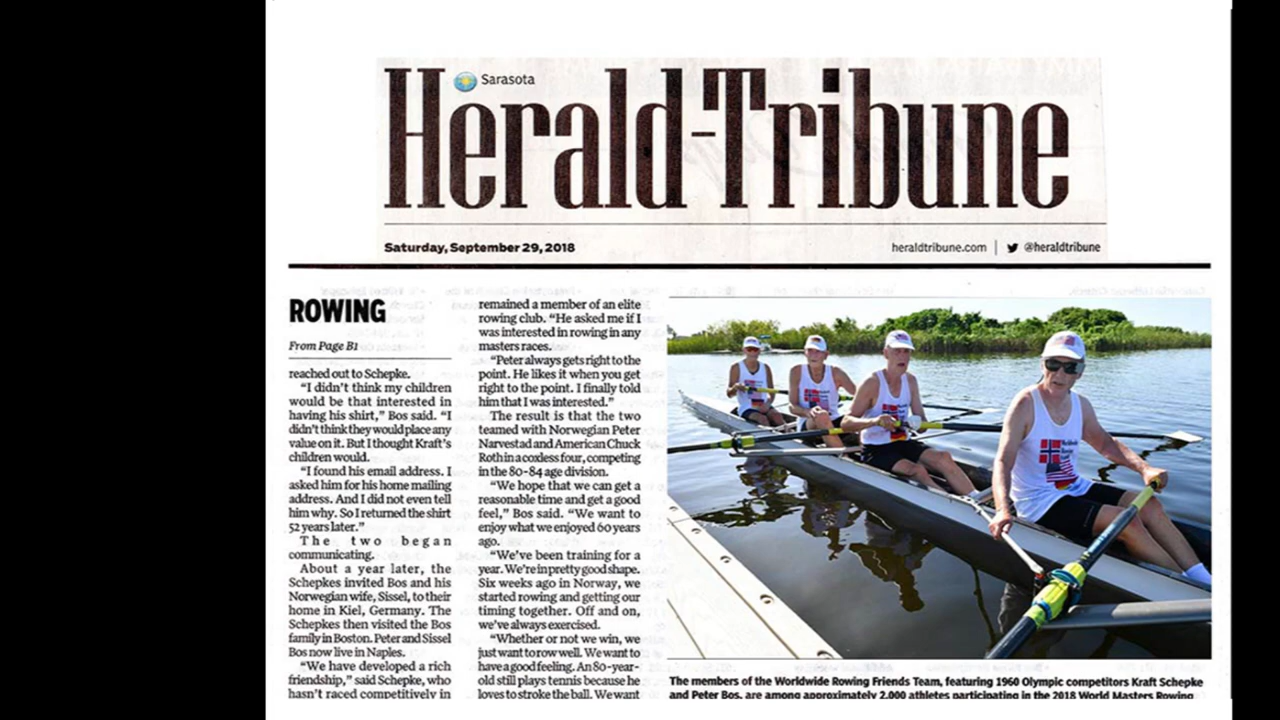 Sarasota
Herald-Tribune
Saturday, September 29, 2018
heraldtribune.com | @heraldtribune
ROWING
From Page B1
reached out to Schepke.
“I didn’t think my children
would be that interested in
having his shirt,” Bos said. “I
didn’t think they would place any
value on it. But I thought Kraft’s
children would.
“I found his email address. I
asked him for his home mailing
address. And I did not even tell
him why. So I returned the shirt
52 years later.”
The two began
communicating.
About a year later, the
Schepkes invited Bos and his
Norwegian wife, Sissel, to their
home in Kiel, Germany. The
Schepkes then visited the Bos
family in Boston. Peter and Sissel
Bos now live in Naples.
“We have developed a rich
friendship,” said Schepke, who
hasn’t raced competitively in
remained a member of an elite
rowing club. “He asked me if I
was interested in rowing in any
masters races.
“Peter always gets right to the
point. He likes it when you get
right to the point. I finally told
him that I was interested.”
The result is that the two
teamed with Norwegian Peter
Narvestad and American Chuck
Roth in a coxless four, competing
in the 80-84 age division.
“We hope that we can get a
reasonable time and get a good
feel,” Bos said. “We want to
enjoy what we enjoyed 60 years
ago.
“We’ve been training for a
year. We’re in pretty good shape.
Six weeks ago in Norway, we
started rowing and getting our
timing together. Off and on,
we’ve always exercised.
“Whether or not we win, we
just want to row well. We want to
have a good feeling. An 80-year-
old still plays tennis because he
loves to stroke the ball. We want
The members of the Worldwide Rowing Friends Team, featuring 1960 Olympic competitors Kraft Schepke
and Peter Bos, are among approximately 2,000 athletes participating in the 2018 World Masters Rowing